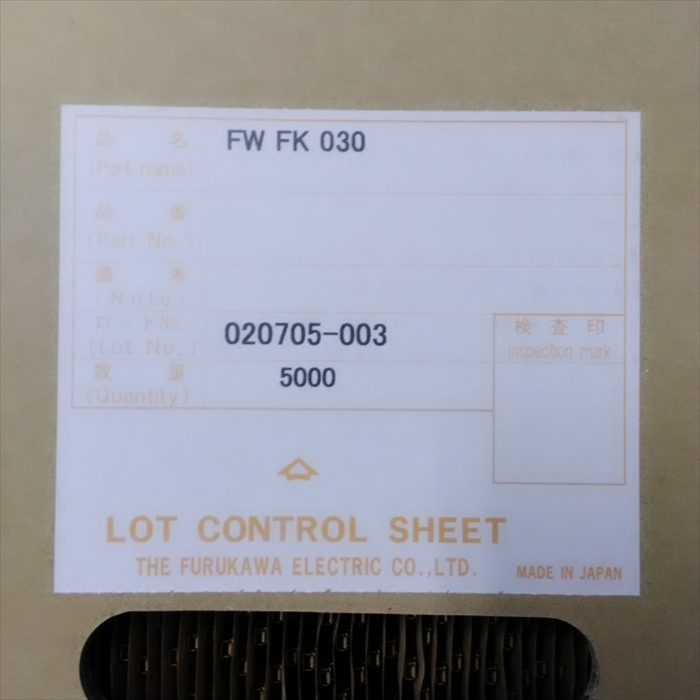 品 名 FW FK 030
(Part name)
品 番
(Part No.)
備 考
(Note)
ロットNo. 020705-003
(Lot No.)
検 査 印
Inspection mark
数 量 5000
(Quantity)
LOT CONTROL SHEET
THE FURUKAWA ELECTRIC CO.,LTD.
MADE IN JAPAN